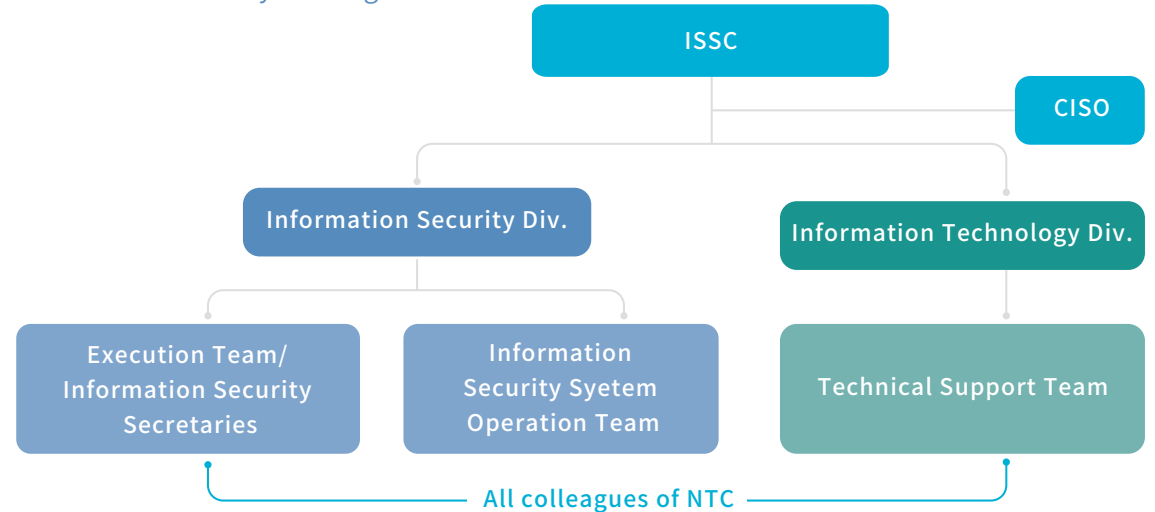 ISSC
CISO
Information Security Div.
Information Technology Div.
Execution Team/
Information Security
Secretaries
Information
Security Syetem
Operation Team
Technical Support Team
All colleagues of NTC